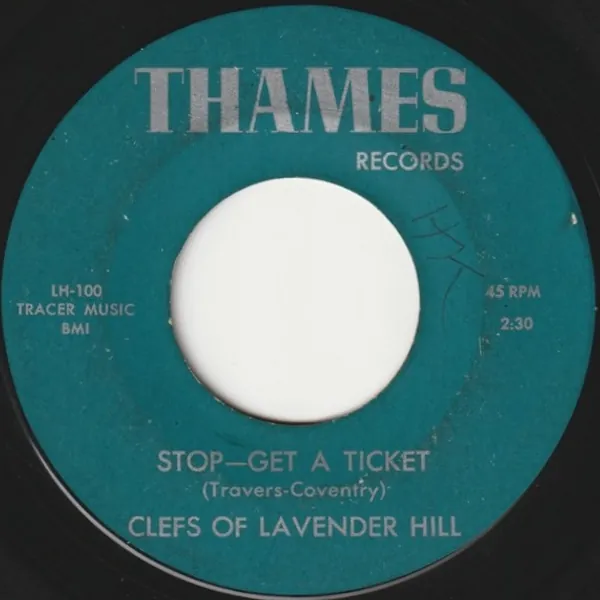 THAMES
RECORDS
LH-100
TRACER MUSIC
BMI
45 RPM
2:30
STOP—GET A TICKET
(Travers-Coventry)
CLEFS OF LAVENDER HILL